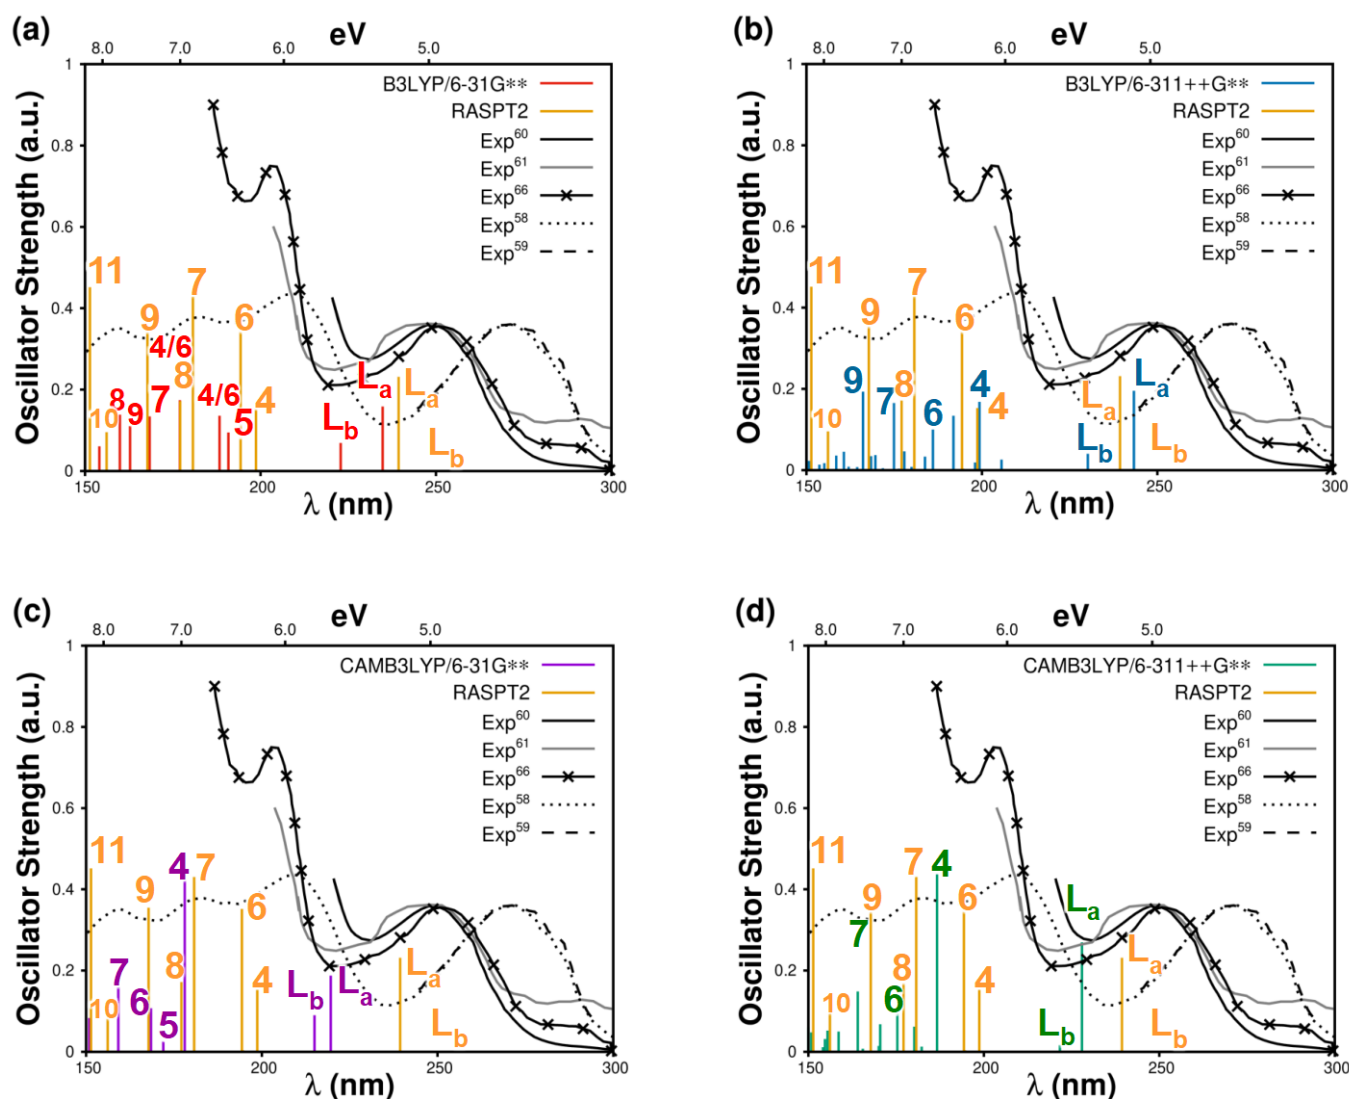 (a)
eV
8.0 7.0 6.0 5.0
1
0.8
0.6
0.4
0.2
0
Oscillator Strength (a.u.)
B3LYP/6-31G**
RASPT2
Exp60
Exp61
Exp66
Exp58
Exp59
11
7
9
6
4/6
8
8
7
4/6
4
La
La
10
9
5
Lb
Lb
150 200 250 300
λ (nm)
(b)
eV
8.0 7.0 6.0 5.0
1
0.8
0.6
0.4
0.2
0
Oscillator Strength (a.u.)
B3LYP/6-311++G**
RASPT2
Exp60
Exp61
Exp66
Exp58
Exp59
11
7
9
6
9
7
8
4
4
La
La
10
6
Lb
Lb
150 200 250 300
λ (nm)
(c)
eV
8.0 7.0 6.0 5.0
1
0.8
0.6
0.4
0.2
0
Oscillator Strength (a.u.)
CAMB3LYP/6-31G**
RASPT2
Exp60
Exp61
Exp66
Exp58
Exp59
11
4
7
9
6
7
8
4
Lb
La
La
10
6
5
Lb
150 200 250 300
λ (nm)
(d)
eV
8.0 7.0 6.0 5.0
1
0.8
0.6
0.4
0.2
0
Oscillator Strength (a.u.)
CAMB3LYP/6-311++G**
RASPT2
Exp60
Exp61
Exp66
Exp58
Exp59
11
7
4
9
6
La
7
8
4
La
10
6
Lb
Lb
150 200 250 300
λ (nm)